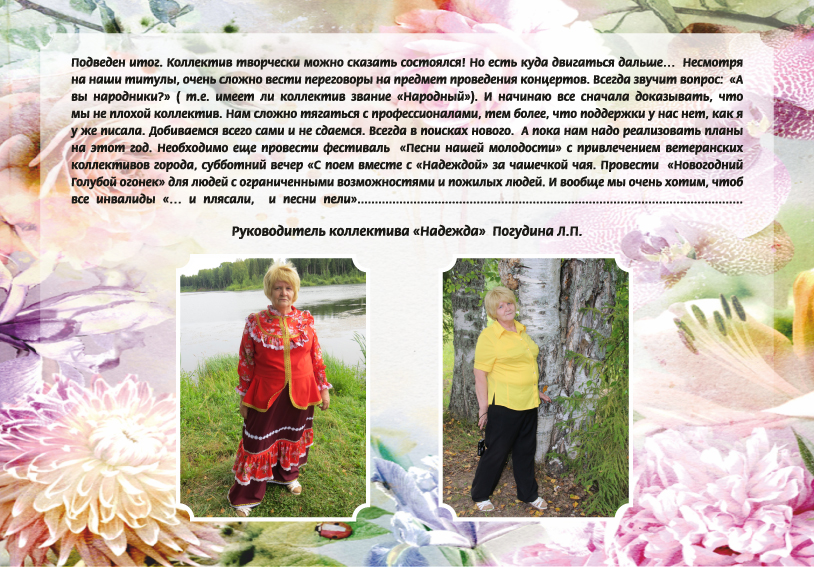 Подведен итог. Коллектив творчески можно сказать состоялся! Но есть куда двигаться дальше… Несмотря
на наши титулы, очень сложно вести переговоры на предмет проведения концертов. Всегда звучит вопрос: «А
вы народники?» ( т.е. имеет ли коллектив звание «Народный»). И начинаю все сначала доказывать, что
мы не плохой коллектив. Нам сложно тягаться с профессионалами, тем более, что поддержки у нас нет, как я
у же писала. Добиваемся всего сами и не сдаемся. Всегда в поисках нового. А пока нам надо реализовать планы
на этот год. Необходимо еще провести фестиваль «Песни нашей молодости» с привлечением ветеранских
коллективов города, субботний вечер «С поем вместе с «Надеждой» за чашечкой чая. Провести «Новогодний
Голубой огонек» для людей с ограниченными возможностями и пожилых людей. И вообще мы очень хотим, чтоб
все инвалиды «… и плясали, и песни пели»..........................................................................................
Руководитель коллектива «Надежда» Погудина Л.П.